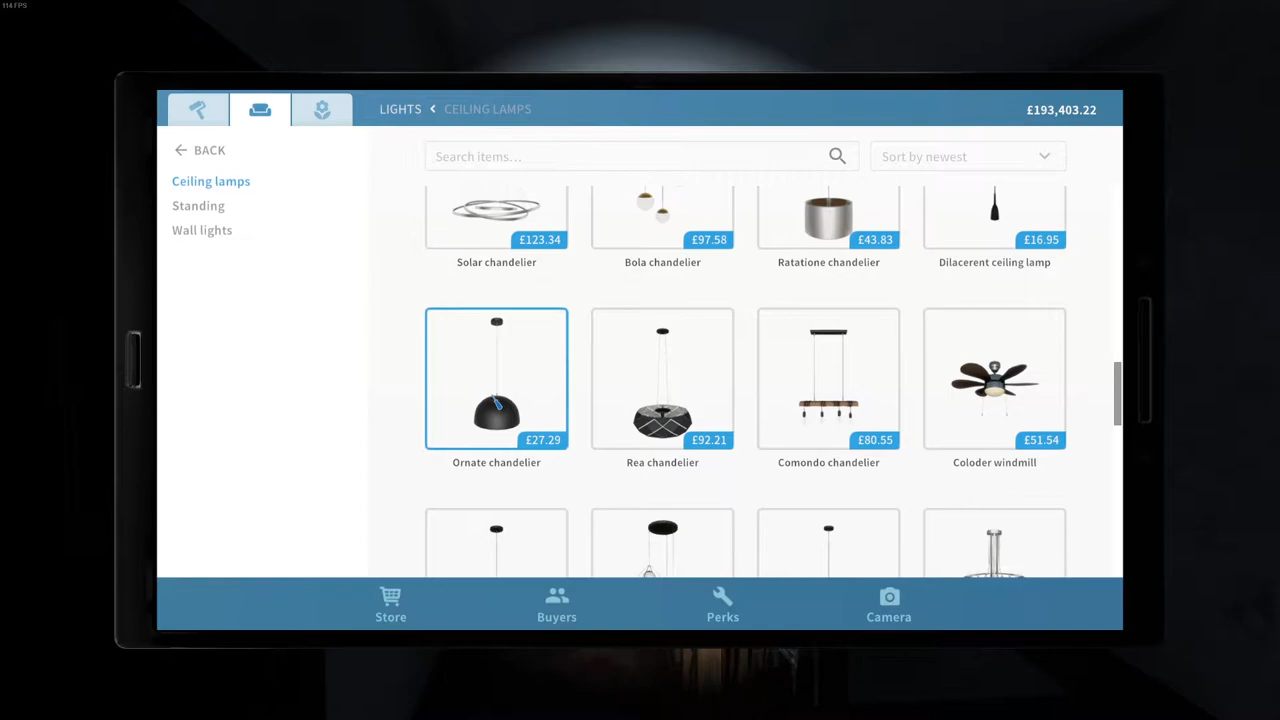 114 FPS
LIGHTS < CEILING LAMPS
£193,403.22
BACK
Ceiling lamps
Standing
Wall lights
Search items...
Sort by newest
£123.34
£97.58
£43.83
£16.95
Solar chandelier
Bola chandelier
Ratatione chandelier
Dilacerent ceiling lamp
£27.29
£92.21
£80.55
£51.54
Ornate chandelier
Rea chandelier
Comondo chandelier
Coloder windmill
Store
Buyers
Perks
Camera